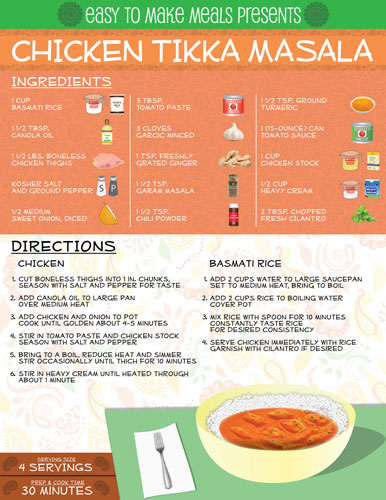 EASY TO MAKE MEALS PRESENTS
CHICKEN TIKKA MASALA
INGREDIENTS
1 CUP
BASMATI RICE
1 1/2 TBSP.
CANOLA OIL
1 1/2 LBS. BONELESS
CHICKEN THIGHS
KOSHER SALT
AND GROUND PEPPER
S P
1/2 MEDIUM
SWEET ONION, DICED
3 TBSP.
TOMATO PASTE
3 CLOVES
GARCIC MINCED
1 TSP. FRESHLY
GRATED GINGER
1 1/2 TSP.
GARAM MASALA
1 1/2 TSP.
CHILI POWDER
1 1/2 TSP. GROUND
TURMERIC
1 (15-OUNCE) CAN
TOMATO SAUCE
1 CUP
CHICKEN STOCK
1/2 CUP
HEAVY CREAM
2 TBSP. CHOPPED
FRESH CILANTRO
DIRECTIONS
CHICKEN
1. CUT BONELESS THIGHS INTO 1 IN. CHUNKS,
SEASON WITH SALT AND PEPPER FOR TASTE
2. ADD CANOLA OIL TO LARGE PAN
OVER MEDIUM HEAT
3. ADD CHICKEN AND ONION TO POT
COOK UNTIL GOLDEN ABOUT 4-5 MINUTES
4. STIR IN TOMATO PASTE AND CHICKEN STOCK
SEASON WITH SALT AND PEPPER
5. BRING TO A BOIL, REDUCE HEAT AND SIMMER
STIR OCCASIONALLY UNTIL THICH FOR 10 MINUTES
6. STIR IN HEAVY CREAM UNTIL HEATED THROUGH
ABOUT 1 MINUTE
BASMATI RICE
1. ADD 2 CUPS WATER TO LARGE SAUCEPAN
SET TO MEDIUM HEAT, BRING TO BOIL
2. ADD 2 CUPS RICE TO BOILING WATER
COVER POT
3. MIX RICE WITH SPOON FOR 10 MINUTES
CONSTANTLY TASTE RICE
FOR DESIRED CONSISTENCY
4. SERVE CHICKEN IMMEDIATELY WITH RICE
GARNISH WITH CILANTRO IF DESIRED
SERVING SIZE
4 SERVINGS
PREP & COOK TIME
30 MINUTES